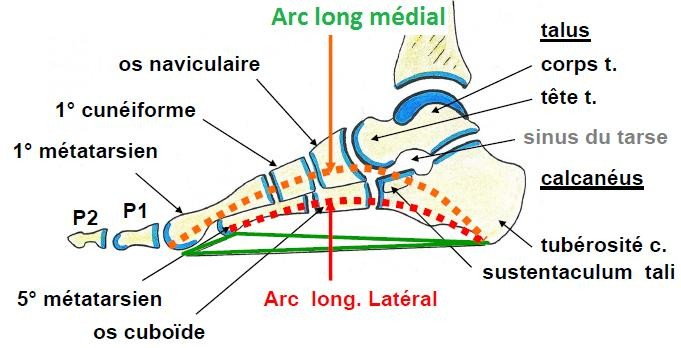 Arc long médial
talus
os naviculaire
corps t.
1° cunéiforme
tête t.
1° métatarsien
sinus du tarse
calcanéus
P2
P1
tubérosité c.
sustentaculum tali
5° métatarsien
Arc long. Latéral
os cuboïde